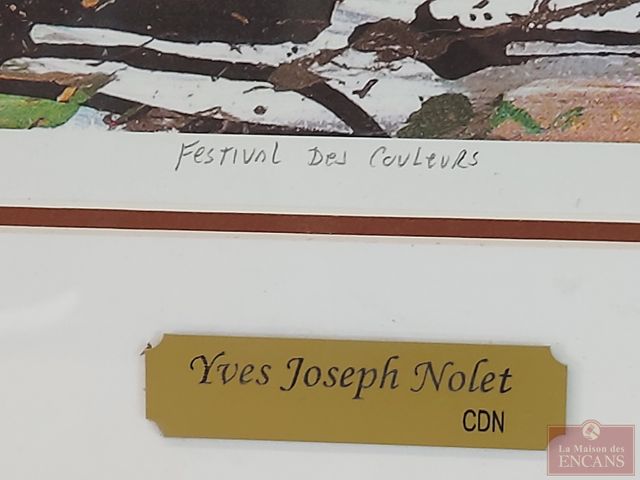 Festival Des Couleurs
Yves Joseph Nolet
CDN
La Maison des
ENCANS